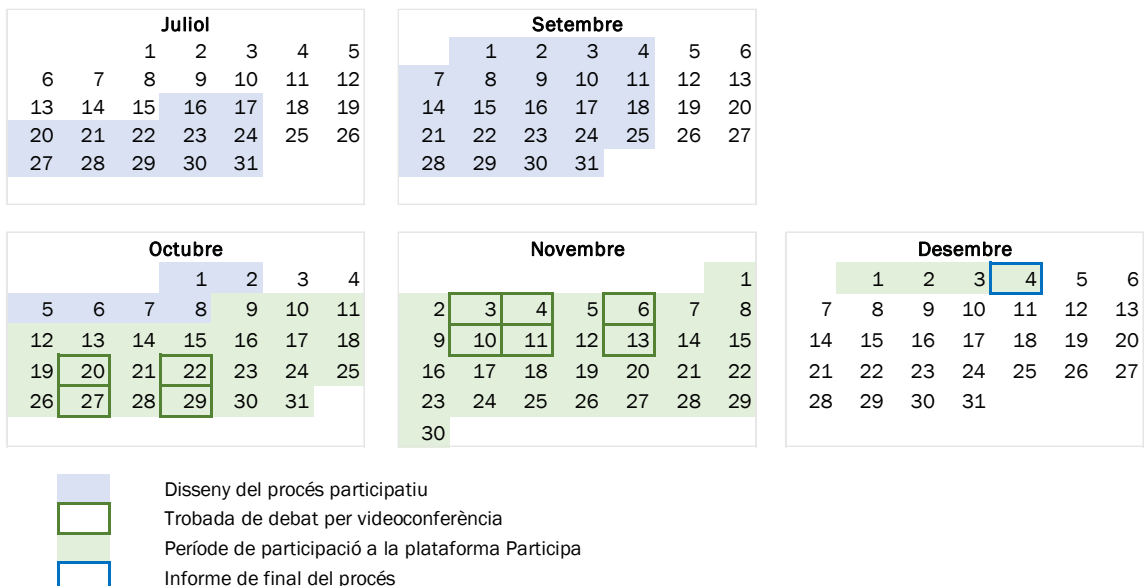 Juliol
1 2 3 4 5
6 7 8 9 10 11 12
13 14 15 16 17 18 19
20 21 22 23 24 25 26
27 28 29 30 31
Setembre
1 2 3 4 5 6
7 8 9 10 11 12 13
14 15 16 17 18 19 20
21 22 23 24 25 26 27
28 29 30 31
Octubre
1 2 3 4
5 6 7 8 9 10 11
12 13 14 15 16 17 18
19 20 21 22 23 24 25
26 27 28 29 30 31
Novembre
1
2 3 4 5 6 7 8
9 10 11 12 13 14 15
16 17 18 19 20 21 22
23 24 25 26 27 28 29
30
Desembre
1 2 3 4 5 6
7 8 9 10 11 12 13
14 15 16 17 18 19 20
21 22 23 24 25 26 27
28 29 30 31
Disseny del procés participatiu
Trobada de debat per videoconferència
Període de participació a la plataforma Participa
Informe de final del procés